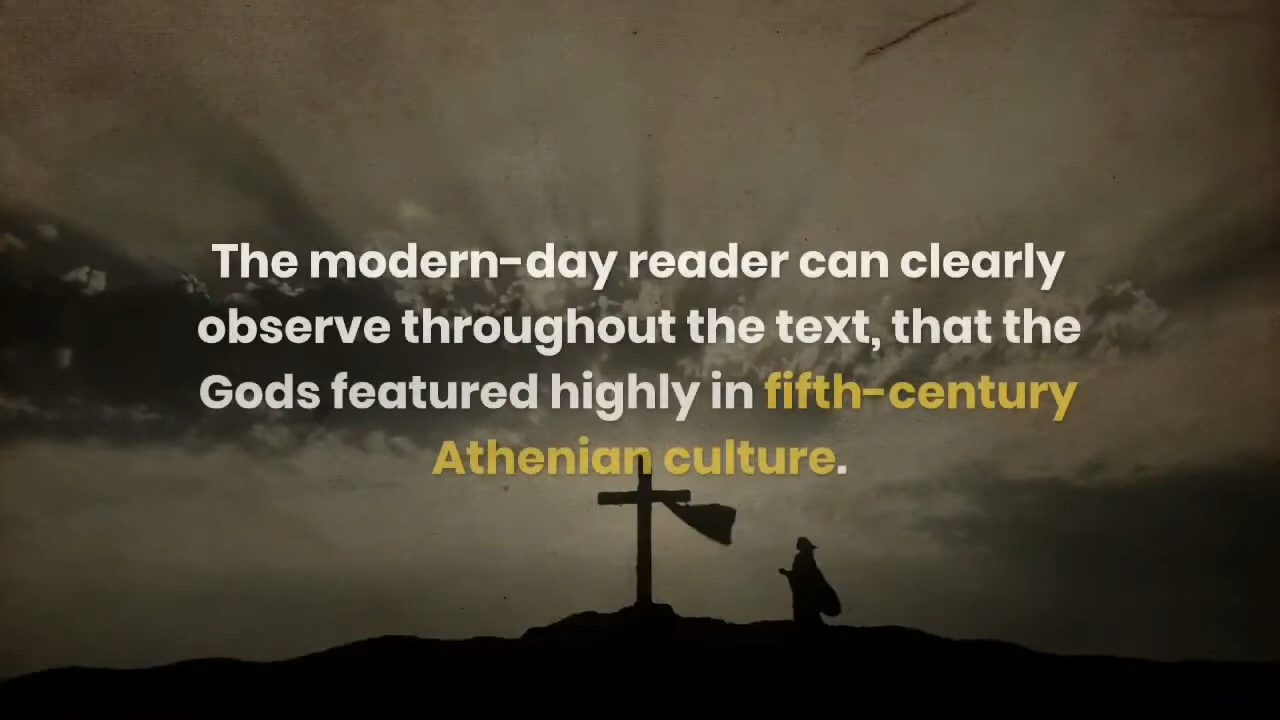 The modern-day reader can clearly
observe throughout the text, that the
Gods featured highly in fifth-century
Athenian culture.